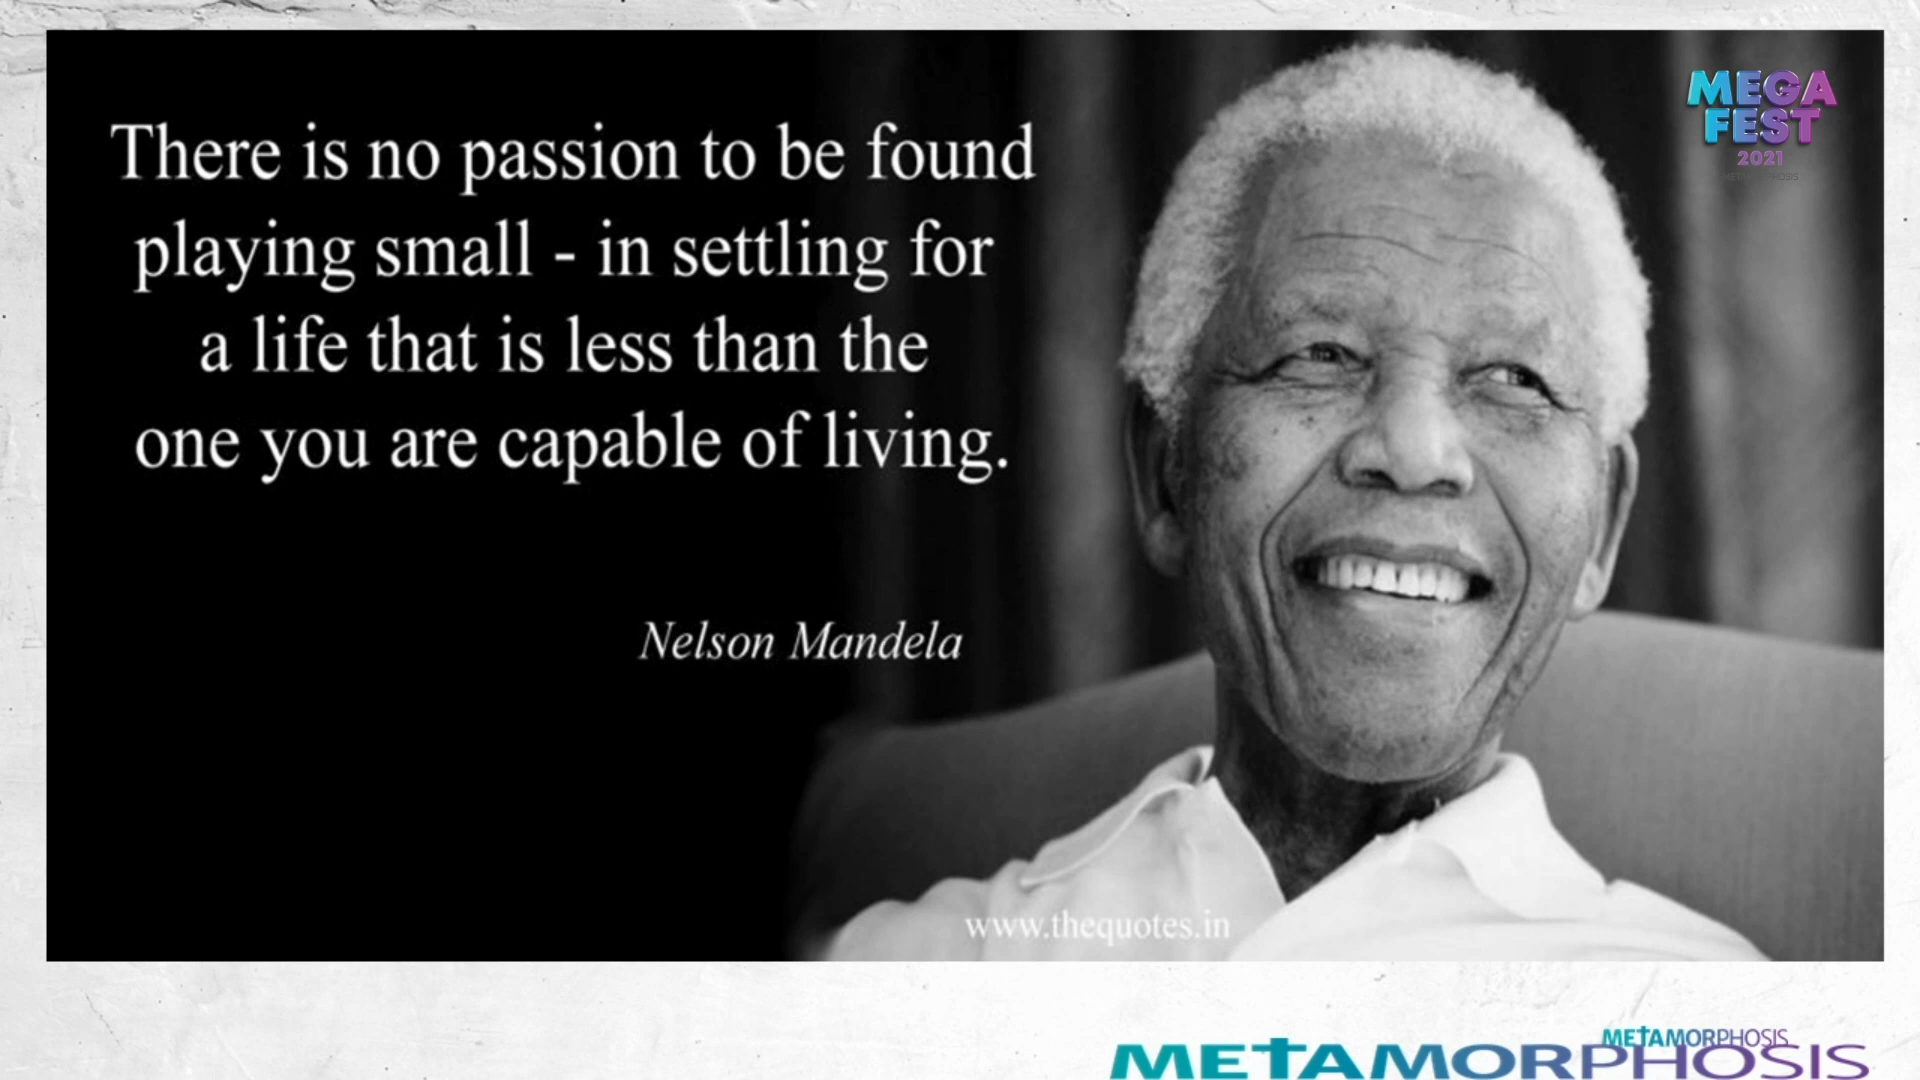 There is no passion to be found
playing small - in settling for
a life that is less than the
one you are capable of living.
Nelson Mandela
www.thequotes.in
MEGA
FEST
2021
METAMORPHOSIS
METAMORPHOSIS
METAMORPHOSIS